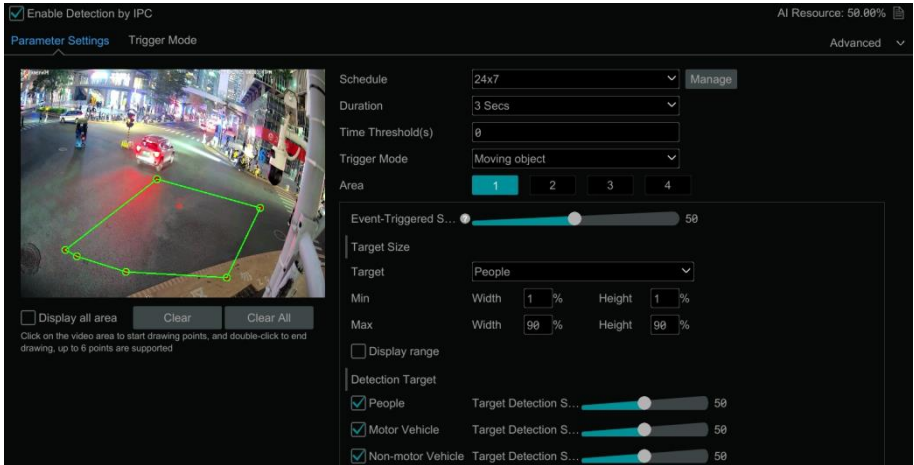 Enable Detection by IPC
AI Resource: 50.00%
Parameter Settings Trigger Mode
Advanced
Schedule 24x7 Manage
Duration 3 Secs
Time Threshold(s) 0
Trigger Mode Moving object
Area 1 2 3 4
Event-Triggered S... ? 50
Target Size
Target People
Min Width 1 % Height 1 %
Max Width 90 % Height 90 %
Display range
Detection Target
People Target Detection S... 50
Motor Vehicle Target Detection S... 50
Non-motor Vehicle Target Detection S... 50
Display all area Clear Clear All
Click on the video area to start drawing points, and double-click to end
drawing, up to 6 points are supported